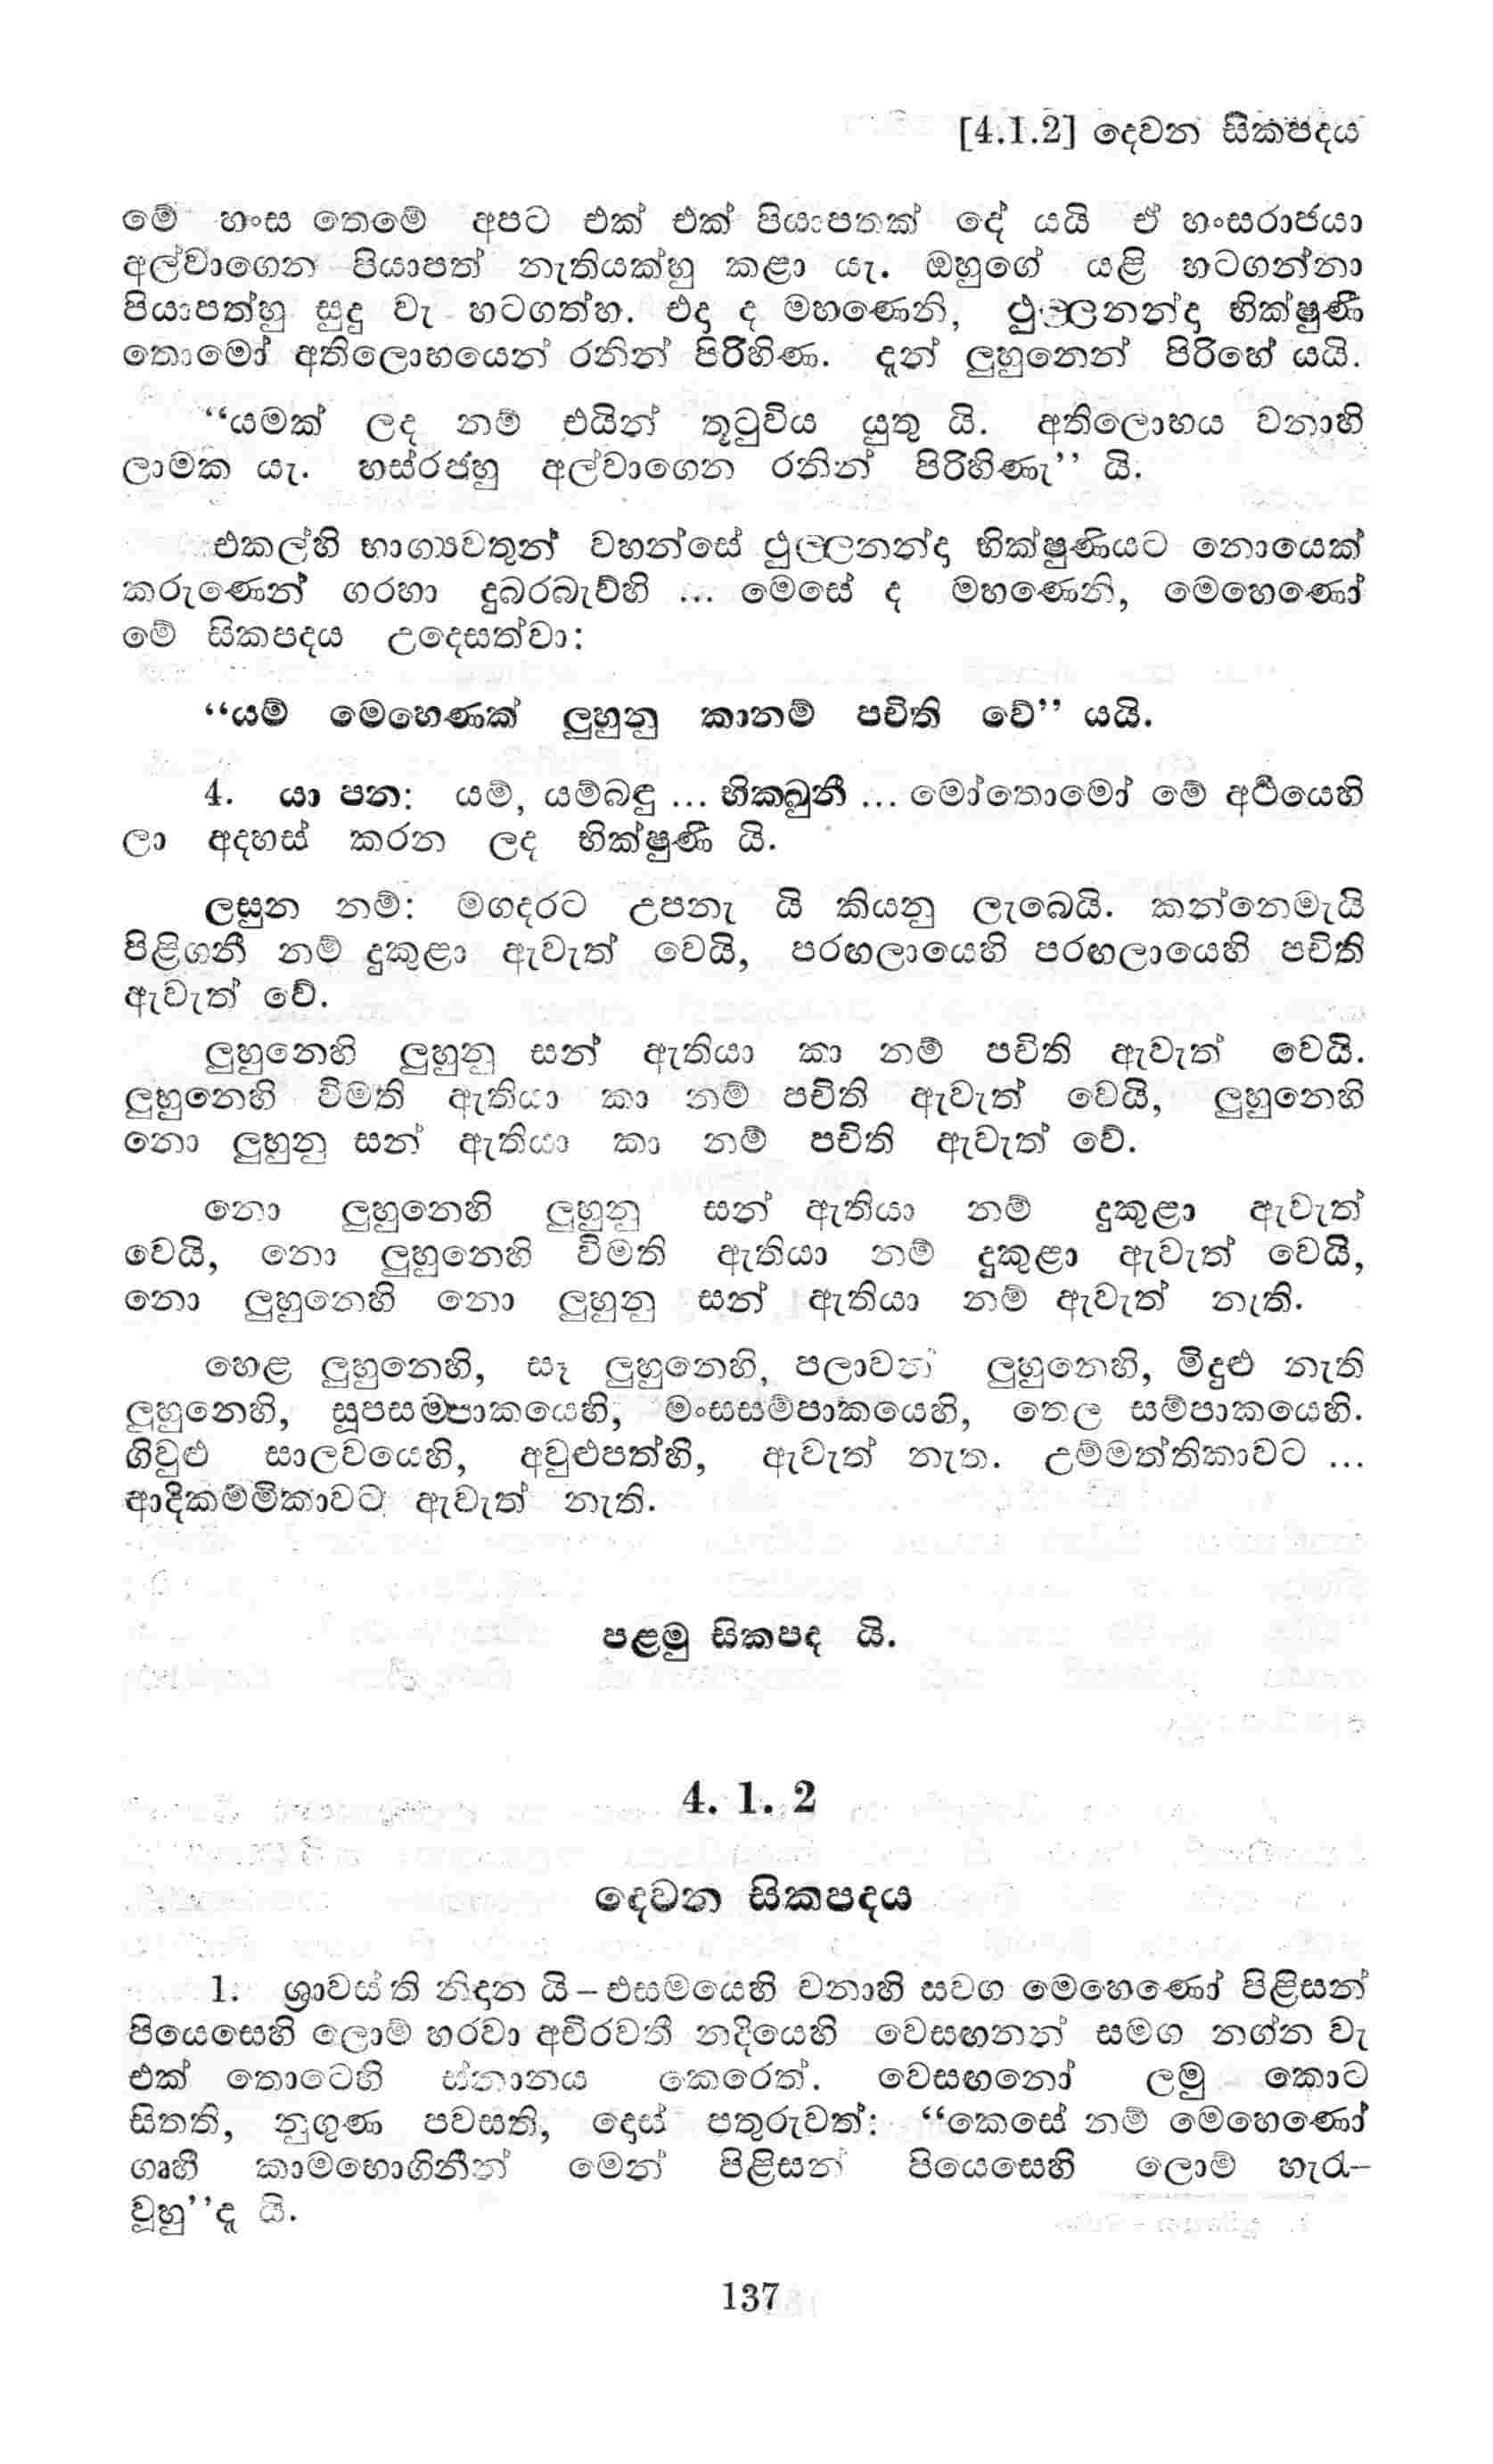 [4.1.2] දෙවන සිකපදය
මේ හංස තෙමේ අපට එක් එක් පියාපතක් දේ යයි ඒ හංසරාජයා
අල්වාගෙන පියාපත් නැතියක්හු කළා යැ. ඔහුගේ යළි හටගන්නා
පියාපත්හු සුදු වැ හටගත්හ. එදා ද මහණෙනි, ථුල්ලනන්දා භික්ෂුණී
තොමෝ අතිලොභයෙන් රනින් පිරිහිණ. දැන් ලුහුනෙන් පිරිහේ යයි.
“යමක් ලද නම් එයින් තුටුවිය යුතු යි. අතිලොභය වනාහි
ලාමක යැ. හස්රජහු අල්වාගෙන රනින් පිරිහිණැ” යි.
එකල්හි භාග්‍යවතුන් වහන්සේ ථුල්ලනන්දා භික්ෂුණියට නොයෙක්
කරුණෙන් ගරහා දුබරබැව්හි ... මෙසේ ද මහණෙනි, මෙහෙණෝ
මේ සිකපදය උදෙසත්වා:
“යම් මෙහෙණක් ලුහුනු කානම් පචිති වේ” යයි.
4. යා පන: යම්, යම්බඳු ... භික්ඛුනී ... මෝතොමෝ මේ අර්‍ථයෙහි
ලා අදහස් කරන ලද භික්ෂුණී යි.
ලසුන නම්: මගදරට උපනැ යි කියනු ලැබෙයි. කන්නෙමැයි
පිළිගනී නම් දුකුළා ඇවැත් වෙයි, පරඟලායෙහි පරඟලායෙහි පචිති
ඇවැත් වේ.
ලුහුනෙහි ලුහුනු සන් ඇතියා කා නම් පචිති ඇවැත් වෙයි.
ලුහුනෙහි විමති ඇතියා කා නම් පචිති ඇවැත් වෙයි, ලුහුනෙහි
නො ලුහුනු සන් ඇතියා කා නම් පචිති ඇවැත් වේ.
නො ලුහුනෙහි ලුහුනු සන් ඇතියා නම් දුකුළා ඇවැත්
වෙයි, නො ලුහුනෙහි විමති ඇතියා නම් දුකුළා ඇවැත් වෙයි,
නො ලුහුනෙහි නො ලුහුනු සන් ඇතියා නම් ඇවැත් නැති.
හෙළ ලුහුනෙහි, සෑ ලුහුනෙහි, පලාවන් ලුහුනෙහි, මිදුළු නැති
ලුහුනෙහි, සූපසම්පාකයෙහි, මංසසම්පාකයෙහි, තෙල සම්පාකයෙහි.
ගිවුළු සාලවයෙහි, අවුළුපත්හි, ඇවැත් නැත. උම්මත්තිකාවට ...
ආදිකම්මිකාවට ඇවැත් නැති.
පළමු සිකපද යි.
4. 1. 2
දෙවන සිකපදය
1. ශ්‍රාවස්ති නිදාන යි – එසමයෙහි වනාහි සවග මෙහෙණෝ පිළිසන්
පියෙසෙහි ලොම් හරවා අචිරවතී නදියෙහි වෙසඟනන් සමග නග්න වැ
එක් තොටෙහි ස්නානය කෙරෙත්. වෙසඟනෝ ලමු කොට
සිතති, නුගුණ පවසති, දොස් පතුරුවත්: “කෙසේ නම් මෙහෙණෝ
ගෘහී කාමභොගිනීන් මෙන් පිළිසන් පියෙසෙහි ලොම් හැරැ–
වූහු”දැ යි.
137